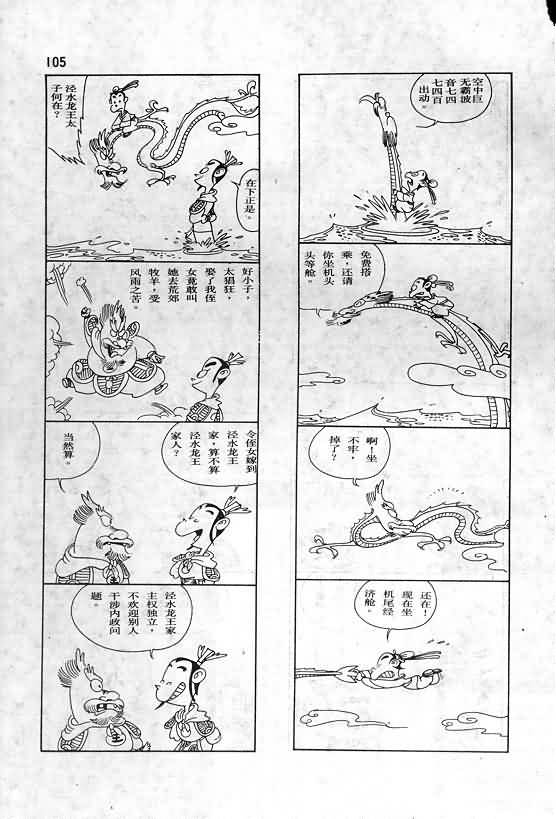 105
空中巨
无霸波
音七四
七四百
出动。
免费搭
乘，还请
你坐机头
头等舱。
啊！坐
不牢，
掉了？
还在！
现在坐
机尾经
济舱。
泾水龙王太
子何在？
在下正是。
好小子，
太猖狂，
娶了我侄
女竟敢叫
她去荒郊
牧羊，受
风雨之苦。
令侄女嫁到
泾水龙王
家，算不算
泾水龙王
家人？
当然算。
泾水龙王家
主权独立，
不欢迎别人
干涉内政问
题。